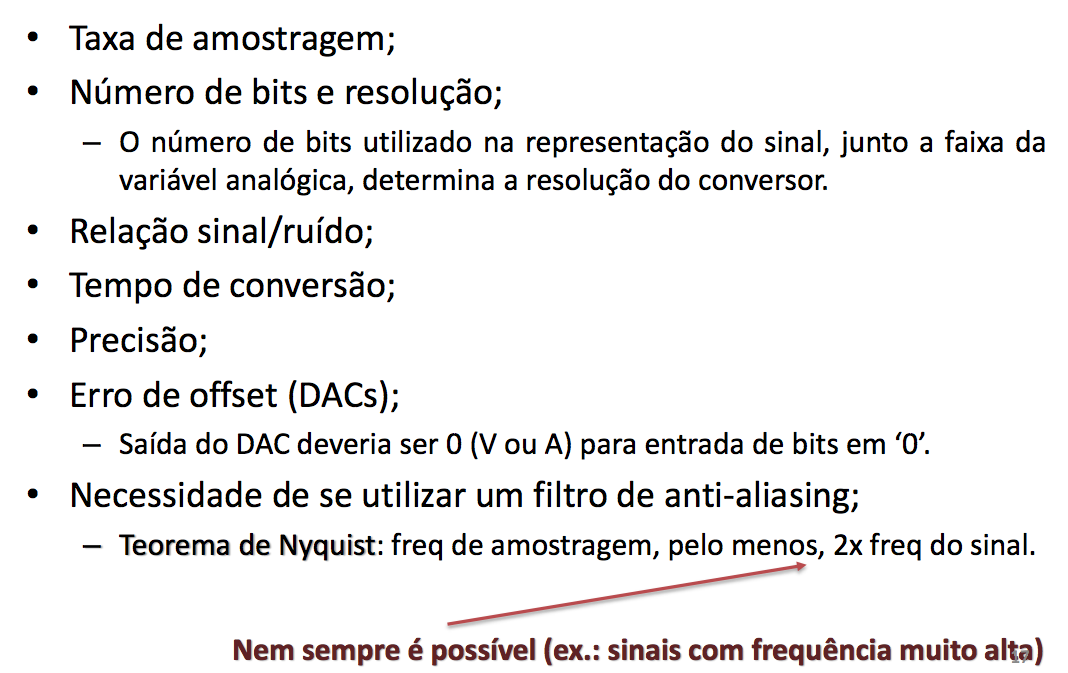 • Taxa de amostragem;
• Número de bits e resolução;
– O número de bits utilizado na representação do sinal, junto a faixa da
variável analógica, determina a resolução do conversor.
• Relação sinal/ruído;
• Tempo de conversão;
• Precisão;
• Erro de offset (DACs);
– Saída do DAC deveria ser 0 (V ou A) para entrada de bits em ‘0’.
• Necessidade de se utilizar um filtro de anti-aliasing;
– Teorema de Nyquist: freq de amostragem, pelo menos, 2x freq do sinal.
Nem sempre é possível (ex.: sinais com frequência muito alta)
17